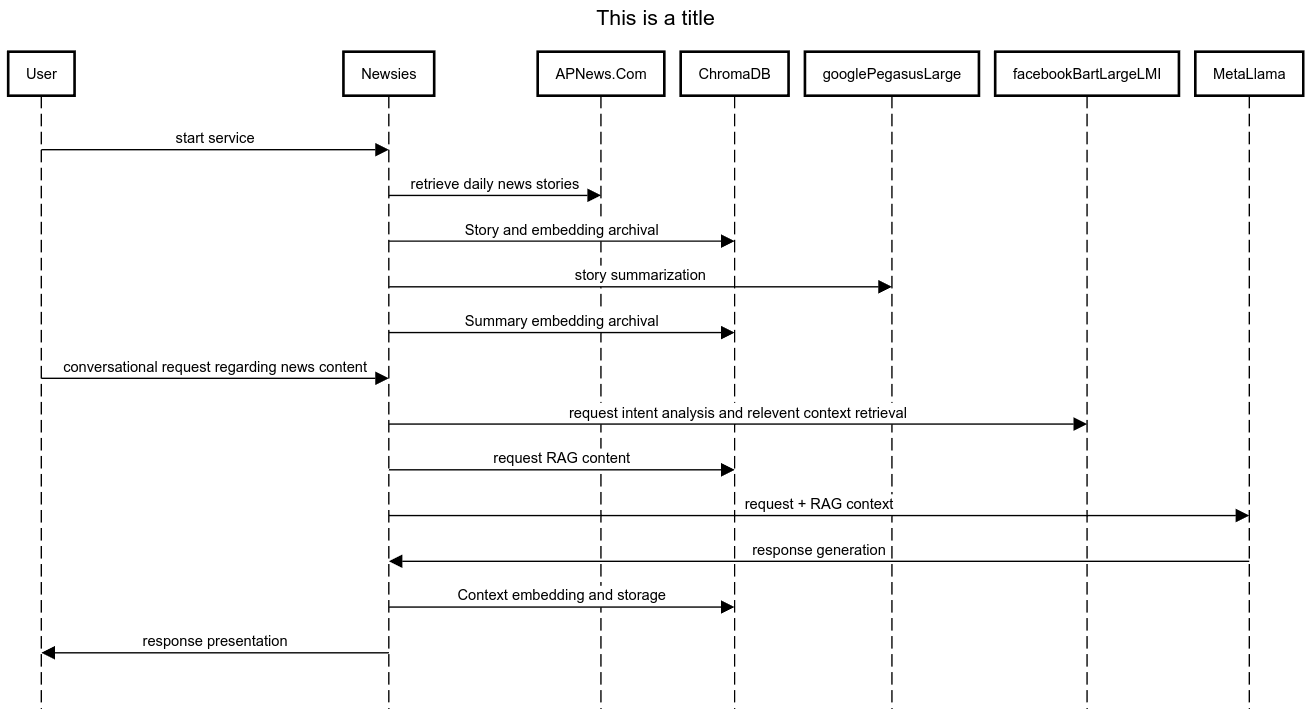 This is a title
User
Newsies
APNews.Com
ChromaDB
googlePegasusLarge
facebookBartLargeLMI
MetaLlama
start service
retrieve daily news stories
Story and embedding archival
story summarization
Summary embedding archival
conversational request regarding news content
request intent analysis and relevent context retrieval
request RAG content
request + RAG context
response generation
Context embedding and storage
response presentation